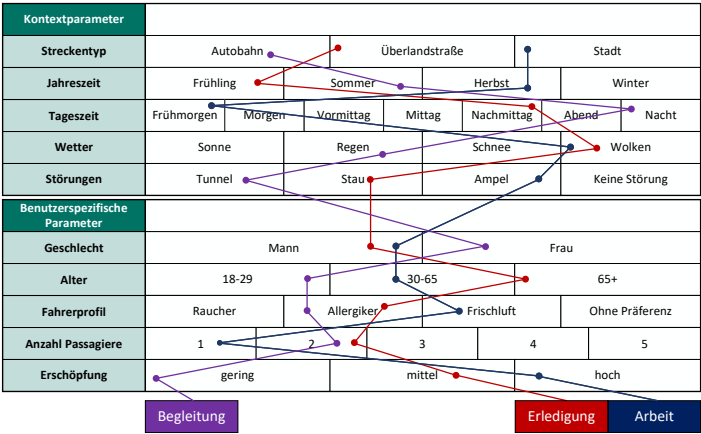 Kontextparameter
Streckentyp Autobahn Überlandstraße Stadt
Jahreszeit Frühling Sommer Herbst Winter
Tageszeit Frühmorgen Morgen Vormittag Mittag Nachmittag Abend Nacht
Wetter Sonne Regen Schnee Wolken
Störungen Tunnel Stau Ampel Keine Störung
Benutzerspezifische
Parameter
Geschlecht Mann Frau
Alter 18-29 30-65 65+
Fahrerprofil Raucher Allergiker Frischluft Ohne Präferenz
Anzahl Passagiere 1 2 3 4 5
Erschöpfung gering mittel hoch
Begleitung Erledigung Arbeit